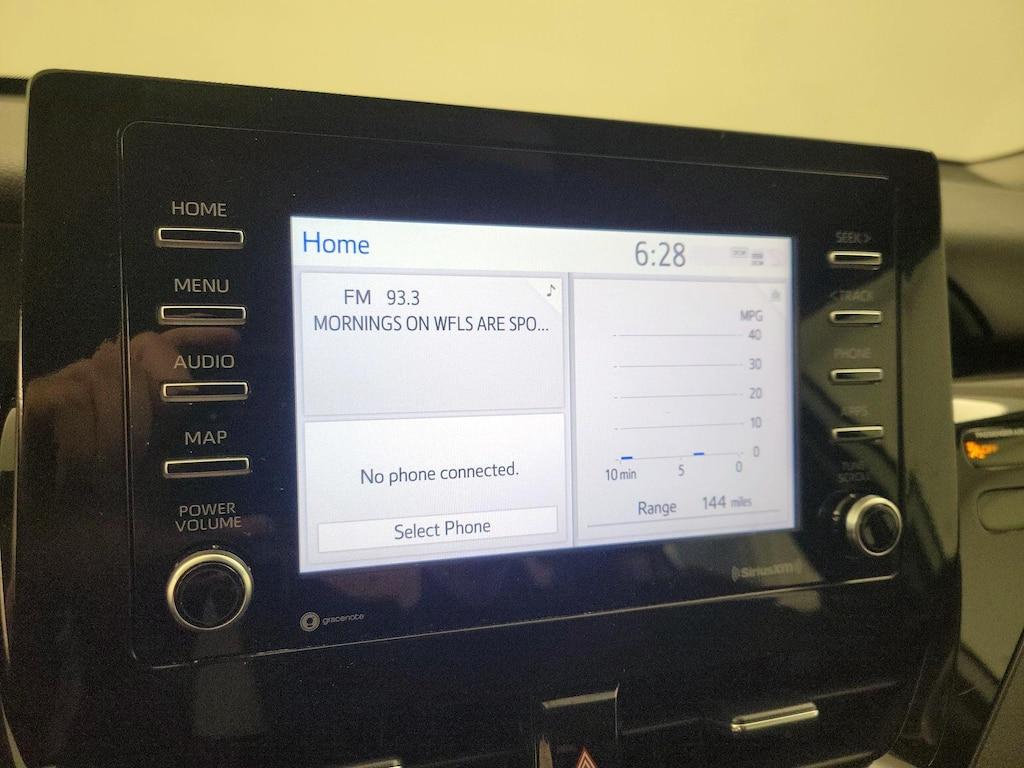 HOME
MENU
AUDIO
MAP
POWER
VOLUME
Home
6:28
FM 93.3
MORNINGS ON WFLS ARE SPO...
No phone connected.
Select Phone
MPG
40
30
20
10
0
10 min 5 0
Range 144 miles
SEEK >
< TRACK
PHONE
APPS
TUNE
SCROLL
gracenote
SiriusXM